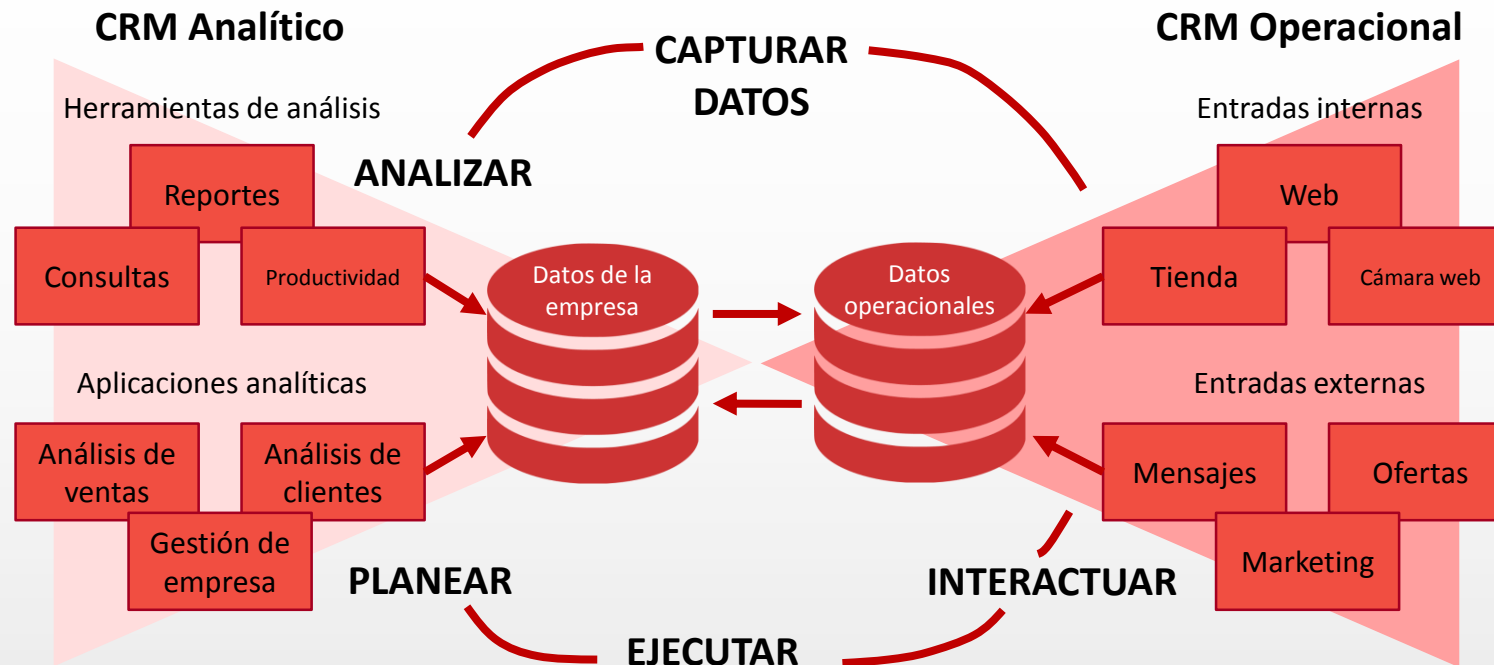 CRM Analítico
CRM Operacional
CAPTURAR
DATOS
Herramientas de análisis
Entradas internas
ANALIZAR
Reportes
Web
Consultas
Productividad
Tienda
Cámara web
Datos de la
empresa
Datos
operacionales
Aplicaciones analíticas
Entradas externas
Análisis de
ventas
Análisis de
clientes
Gestión de
empresa
Mensajes
Ofertas
Marketing
PLANEAR
INTERACTUAR
EJECUTAR